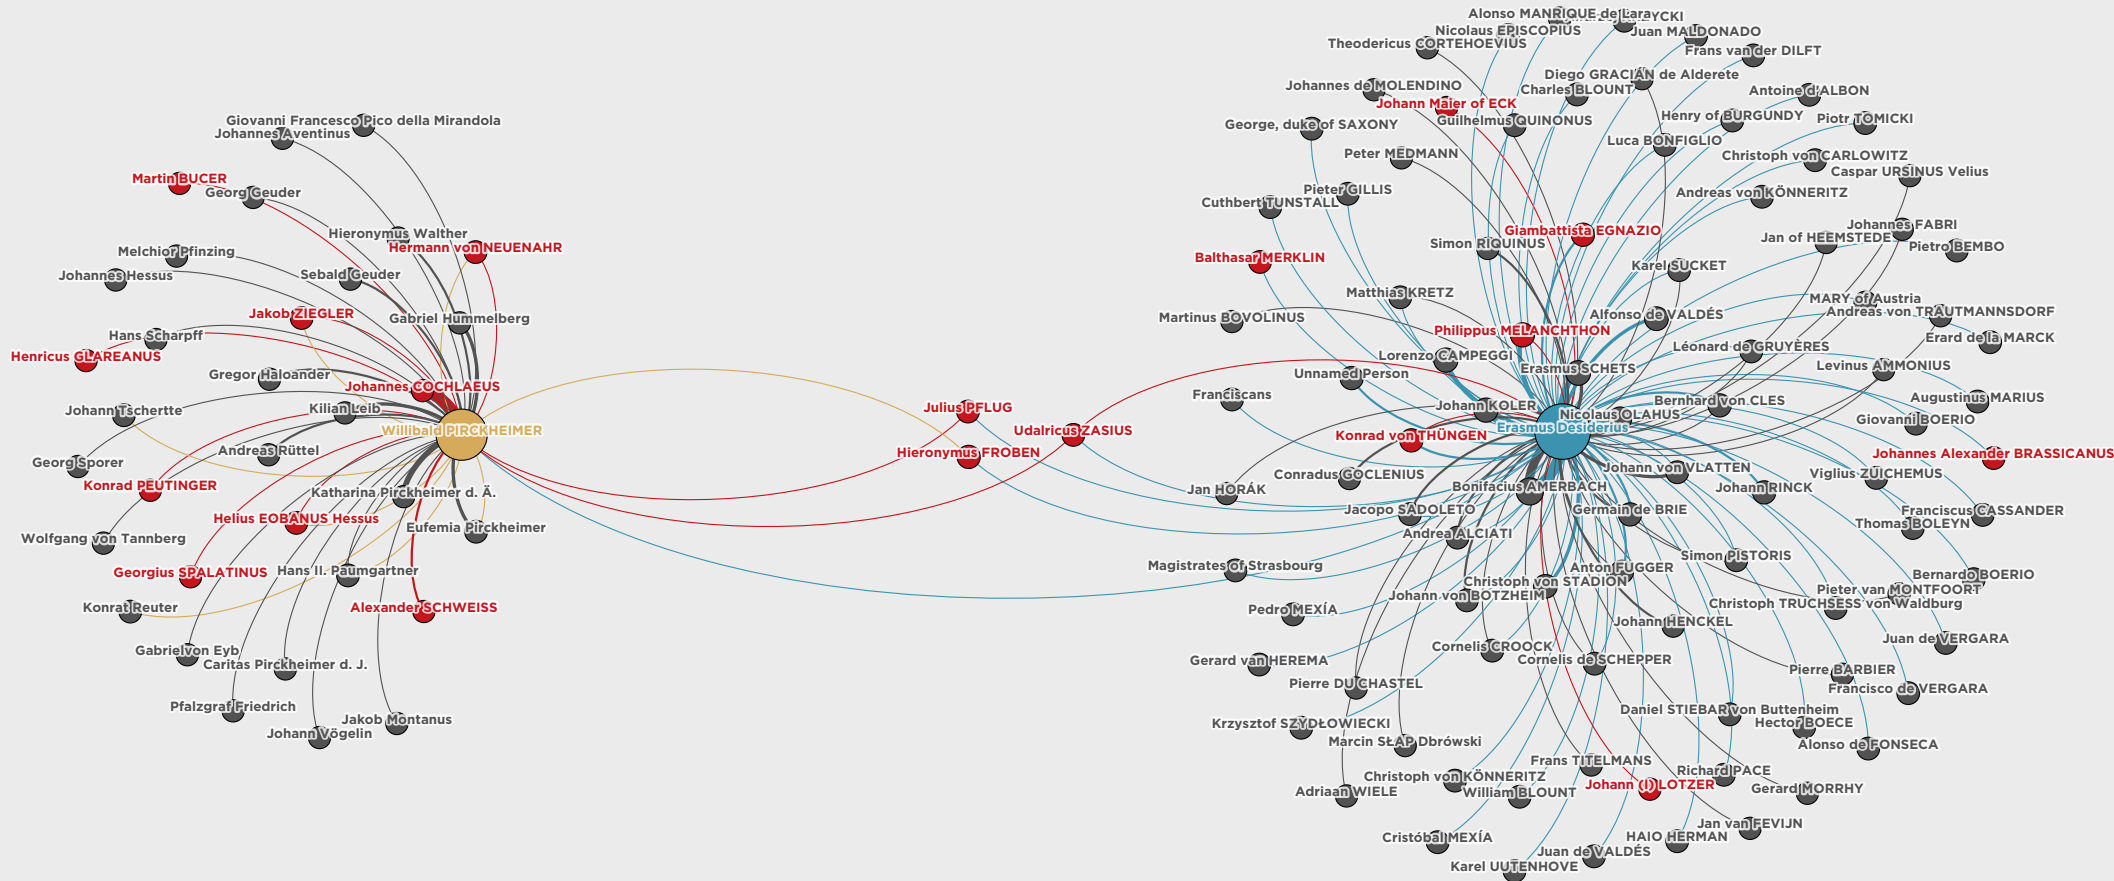 Giovanni Francesco Pico della Mirandola
Johannes Aventinus
Martin BUCER
Georg Geuder
Hieronymus Walther
Hermann von NEUENAHR
Melchior Pfinzing
Johannes Hessus
Sebald Geuder
Jakob ZIEGLER
Gabriel Hummelberg
Hans Scharpff
Henricus GLAREANUS
Gregor Haloander
Johannes COCHLAEUS
Johann Tschertte
Kilian Leib
Willibald PIRCKHEIMER
Andreas Rüttel
Georg Sporer
Konrad PEUTINGER
Katharina Pirckheimer d. Ä.
Helius EOBANUS Hessus
Eufemia Pirckheimer
Wolfgang von Tannberg
Georgius SPALATINUS
Hans II. Paumgartner
Konrat Reuter
Alexander SCHWEISS
Gabriel von Eyb
Caritas Pirckheimer d. J.
Pfalzgraf Friedrich
Jakob Montanus
Johann Vögelin
Julius PFLUG
Udalricus ZASIUS
Hieronymus FROBEN
Alonso MANRIQUE de Lara
Nicolaus EPISCOPIUS
Juan MALDONADO
Theodericus CORTEHOEVIUS
Frans van der DILFT
Diego GRACIÁN de Alderete
Johannes de MOLENDINO
Charles BLOUNT
Antoine d'ALBON
Johann Maier of ECK
Guilhelmus QUINONUS
Henry of BURGUNDY
Piotr TOMICKI
George, duke of SAXONY
Luca BONFIGLIO
Peter MEDMANN
Christoph von CARLOWITZ
Caspar URSINUS Velius
Pieter GILLIS
Andreas von KÖNNERITZ
Cuthbert TUNSTALL
Johannes FABRI
Giambattista EGNAZIO
Jan of HEEMSTEDE
Simon RIQUINUS
Pietro BEMBO
Balthasar MERKLIN
Karel SUCKET
Matthias KRETZ
MARY of Austria
Andreas von TRAUTMANNSDORF
Martinus BOVOLINUS
Alfonso de VALDÉS
Philippus MELANCHTHON
Erard de la MARCK
Léonard de GRUYÈRES
Lorenzo CAMPEGGI
Erasmus SCHETS
Levinus AMMONIUS
Unnamed Person
Franciscans
Augustinus MARIUS
Bernhard von CLES
Johann KOLER
Nicolaus OLAHUS
Giovanni BOERIO
Erasmus Desiderius
Konrad von THÜNGEN
Johannes Alexander BRASSICANUS
Johann von VLATTEN
Conradus GOCLENIUS
Viglius ZUICHEMUS
Jan HORÁK
Bonifacius AMERBACH
Johann RINCK
Jacopo SADOLETO
Germain de BRIE
Franciscus CASSANDER
Thomas BOLEYN
Andrea ALCIATI
Simon PISTORIS
Magistrates of Strasbourg
Anton FUGGER
Bernardo BOERIO
Christoph von STADION
Pieter van MONTFOORT
Johann von BOTZHEIM
Christoph TRUCHSESS von Waldburg
Pedro MEXÍA
Johann HENCKEL
Juan de VERGARA
Cornelis CROOCK
Gerard van HEREMA
Cornelis de SCHEPPER
Pierre BARBIER
Pierre DU CHASTEL
Francisco de VERGARA
Daniel STIEBAR von Buttenheim
Krzysztof SZYDŁOWIECKI
Hector BOECE
Marcin SŁAP Dbrówski
Alonso de FONSECA
Frans TITELMANS
Richard PACE
Christoph von KÖNNERITZ
Johann (I) LOTZER
Gerard MORRHY
Adriaan WIELE
William BLOUNT
Jan van FEVIJN
Cristóbal MEXÍA
HAIO HERMAN
Juan de VALDÉS
Karel UUTENHOVE